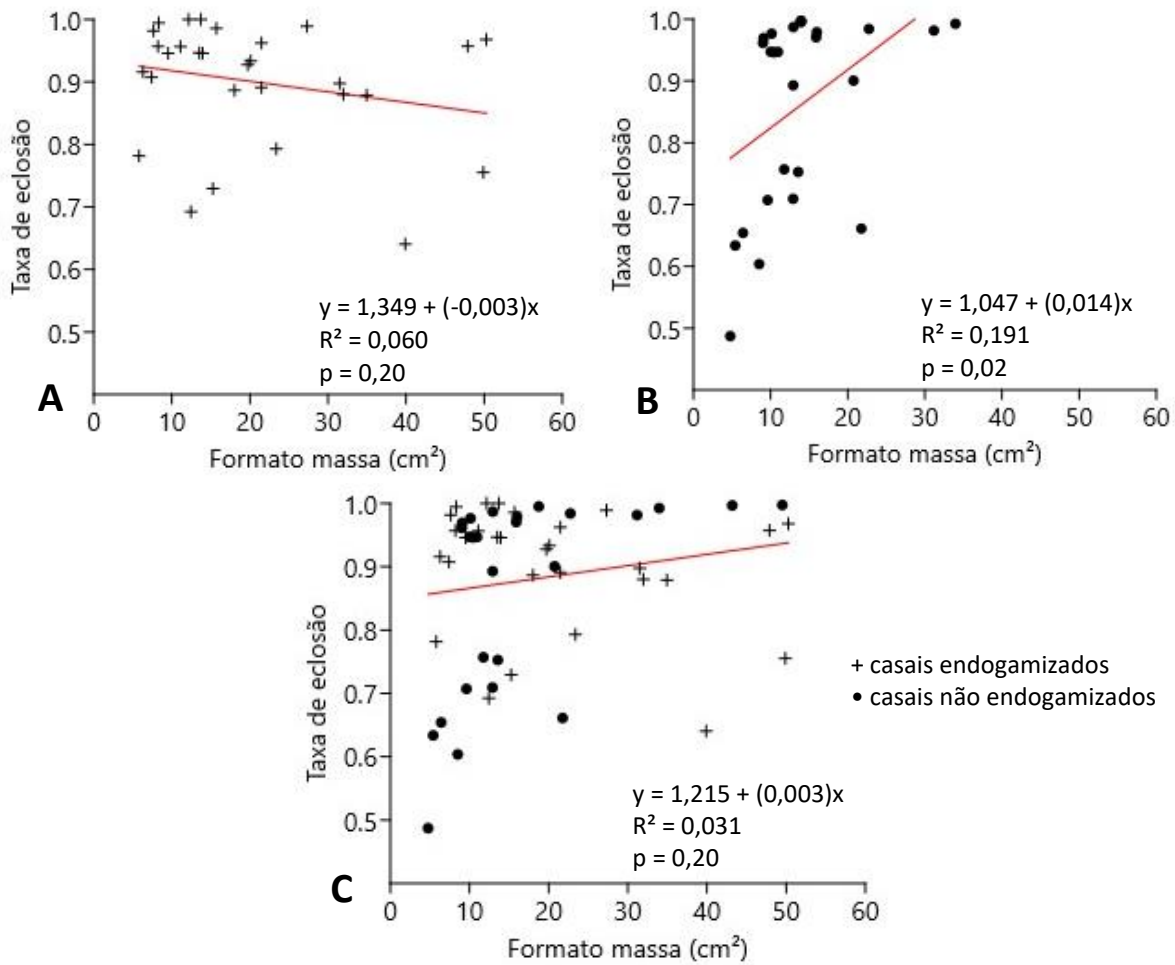 1.0
0.9
0.8
0.7
0.6
0.5
Taxa de eclosão
y = 1,349 + (-0,003)x
R² = 0,060
p = 0,20
A
0 10 20 30 40 50 60
Formato massa (cm²)
1.0
0.9
0.8
0.7
0.6
0.5
Taxa de eclosão
y = 1,047 + (0,014)x
R² = 0,191
p = 0,02
B
0 10 20 30 40 50 60
Formato massa (cm²)
1.0
0.9
0.8
0.7
0.6
0.5
Taxa de eclosão
y = 1,215 + (0,003)x
R² = 0,031
p = 0,20
C
0 10 20 30 40 50 60
Formato massa (cm²)
+ casais endogamizados
• casais não endogamizados